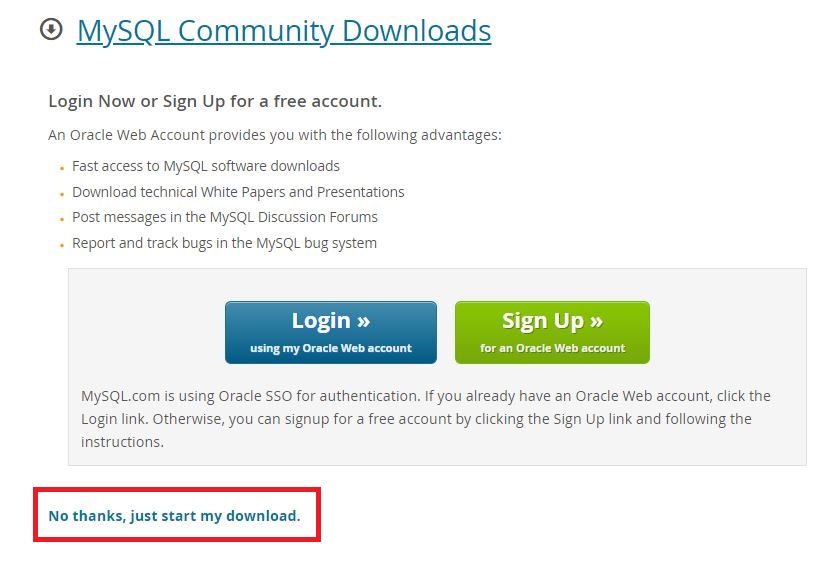 MySQL Community Downloads
Login Now or Sign Up for a free account.
An Oracle Web Account provides you with the following advantages:
Fast access to MySQL software downloads
Download technical White Papers and Presentations
Post messages in the MySQL Discussion Forums
Report and track bugs in the MySQL bug system
Login »
using my Oracle Web account
Sign Up »
for an Oracle Web account
MySQL.com is using Oracle SSO for authentication. If you already have an Oracle Web account, click the
Login link. Otherwise, you can signup for a free account by clicking the Sign Up link and following the
instructions.
No thanks, just start my download.